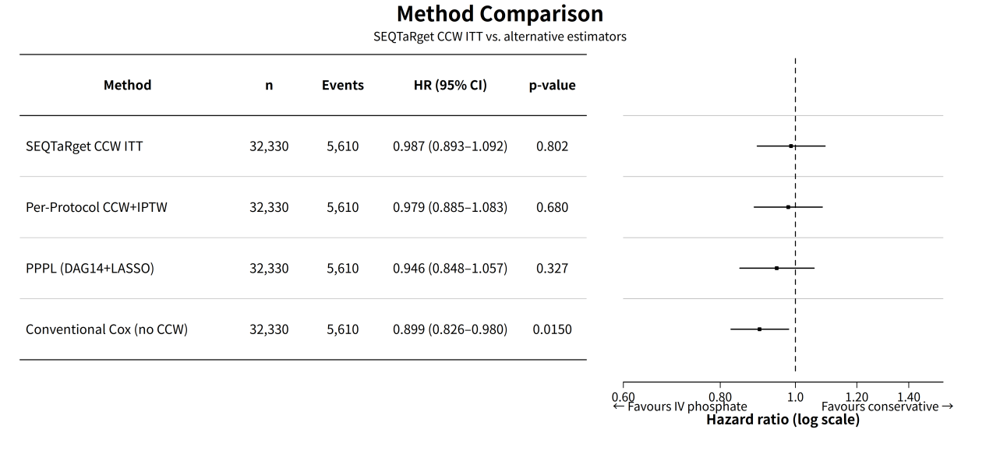 Method Comparison
SEQTaRget CCW ITT vs. alternative estimators
Method n Events HR (95% CI) p-value
SEQTaRget CCW ITT 32,330 5,610 0.987 (0.893–1.092) 0.802
Per-Protocol CCW+IPTW 32,330 5,610 0.979 (0.885–1.083) 0.680
PPPL (DAG14+LASSO) 32,330 5,610 0.946 (0.848–1.057) 0.327
Conventional Cox (no CCW) 32,330 5,610 0.899 (0.826–0.980) 0.0150
0.60 0.80 1.0 1.20 1.40
← Favours IV phosphate Favours conservative →
Hazard ratio (log scale)